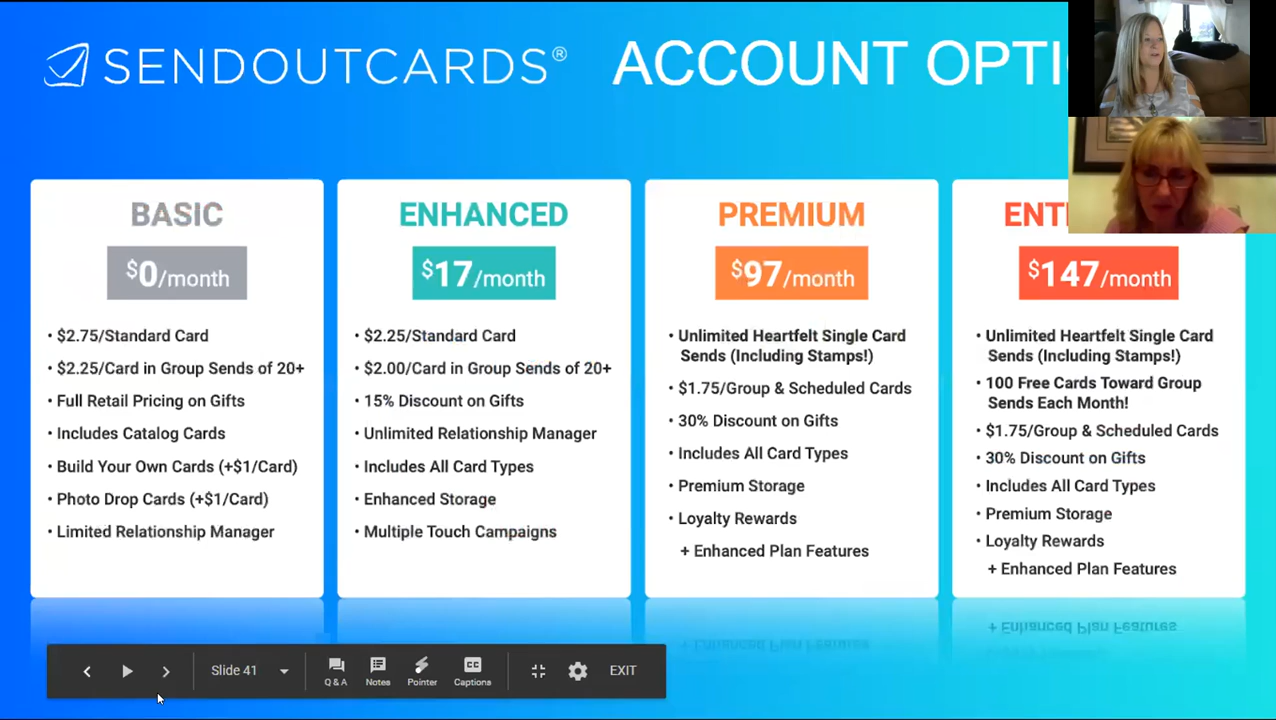 SENDOUTCARDS® ACCOUNT
BASIC
$0/month
• $2.75/Standard Card
• $2.25/Card in Group Sends of 20+
• Full Retail Pricing on Gifts
• Includes Catalog Cards
• Build Your Own Cards (+$1/Card)
• Photo Drop Cards (+$1/Card)
• Limited Relationship Manager
ENHANCED
$17/month
• $2.25/Standard Card
• $2.00/Card in Group Sends of 20+
• 15% Discount on Gifts
• Unlimited Relationship Manager
• Includes All Card Types
• Enhanced Storage
• Multiple Touch Campaigns
PREMIUM
$97/month
• Unlimited Heartfelt Single Card
Sends (Including Stamps!)
• $1.75/Group & Scheduled Cards
• 30% Discount on Gifts
• Includes All Card Types
• Premium Storage
• Loyalty Rewards
+ Enhanced Plan Features
$147/month
• Unlimited Heartfelt Single Card
Sends (Including Stamps!)
• 100 Free Cards Toward Group
Sends Each Month!
• $1.75/Group & Scheduled Cards
• 30% Discount on Gifts
• Includes All Card Types
• Premium Storage
• Loyalty Rewards
+ Enhanced Plan Features
Slide 41
Q & A
Notes
Pointer
CC
Captions
EXIT